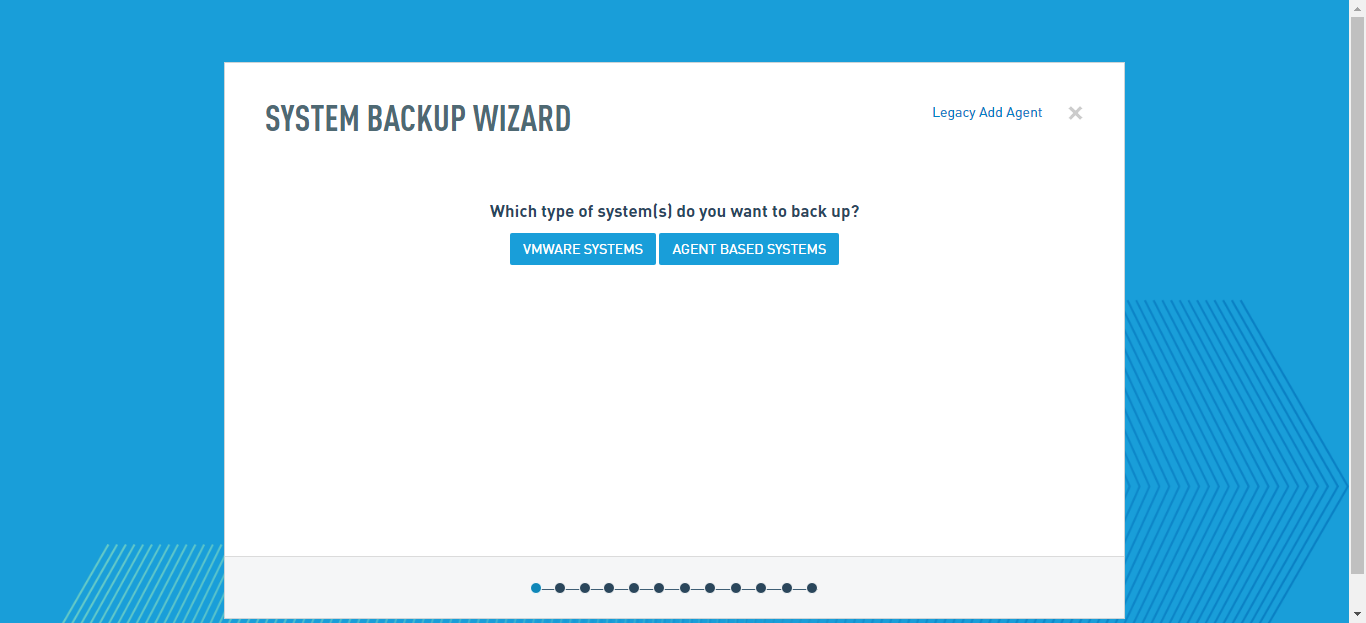 SYSTEM BACKUP WIZARD
Legacy Add Agent
Which type of system(s) do you want to back up?
VMWARE SYSTEMS AGENT BASED SYSTEMS